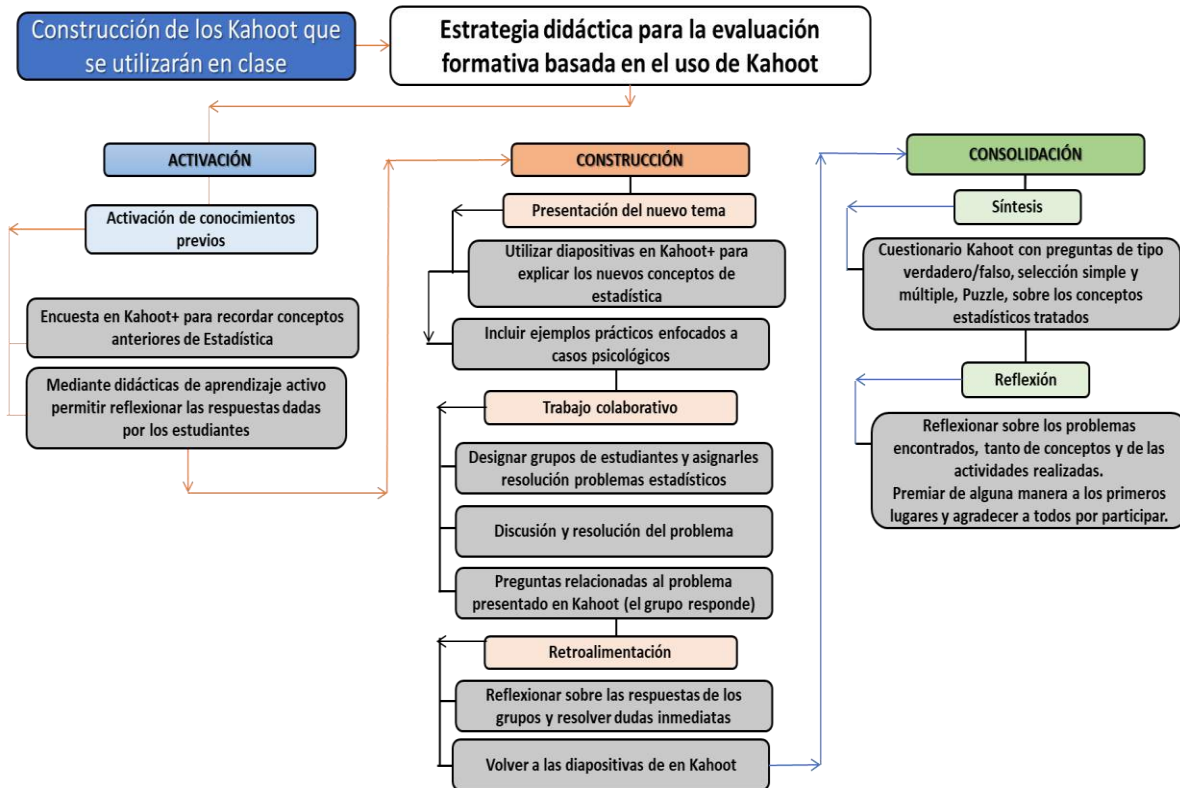 Construcción de los Kahoot que
se utilizarán en clase
Estrategia didáctica para la evaluación
formativa basada en el uso de Kahoot
ACTIVACIÓN
Activación de conocimientos
previos
Encuesta en Kahoot+ para recordar conceptos
anteriores de Estadística
Mediante didácticas de aprendizaje activo
permitir reflexionar las respuestas dadas
por los estudiantes
CONSTRUCCIÓN
Presentación del nuevo tema
Utilizar diapositivas en Kahoot+ para
explicar los nuevos conceptos de
estadística
Incluir ejemplos prácticos enfocados a
casos psicológicos
Trabajo colaborativo
Designar grupos de estudiantes y asignarles
resolución problemas estadísticos
Discusión y resolución del problema
Preguntas relacionadas al problema
presentado en Kahoot (el grupo responde)
Retroalimentación
Reflexionar sobre las respuestas de los
grupos y resolver dudas inmediatas
Volver a las diapositivas de en Kahoot
CONSOLIDACIÓN
Síntesis
Cuestionario Kahoot con preguntas de tipo
verdadero/falso, selección simple y
múltiple, Puzzle, sobre los conceptos
estadísticos tratados
Reflexión
Reflexionar sobre los problemas
encontrados, tanto de conceptos y de las
actividades realizadas.
Premiar de alguna manera a los primeros
lugares y agradecer a todos por participar.